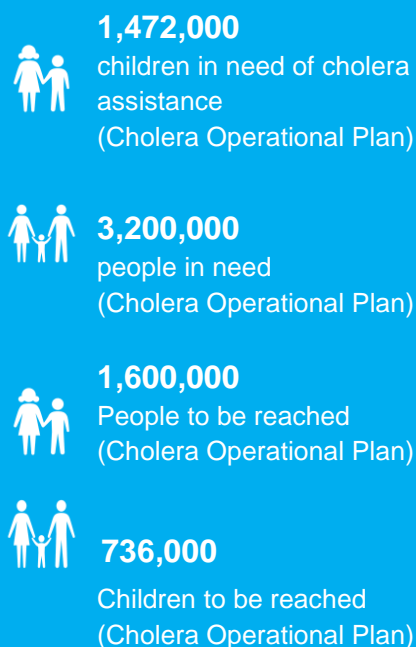 1,472,000
children in need of cholera
assistance
(Cholera Operational Plan)
3,200,000
people in need
(Cholera Operational Plan)
1,600,000
People to be reached
(Cholera Operational Plan)
736,000
Children to be reached
(Cholera Operational Plan)